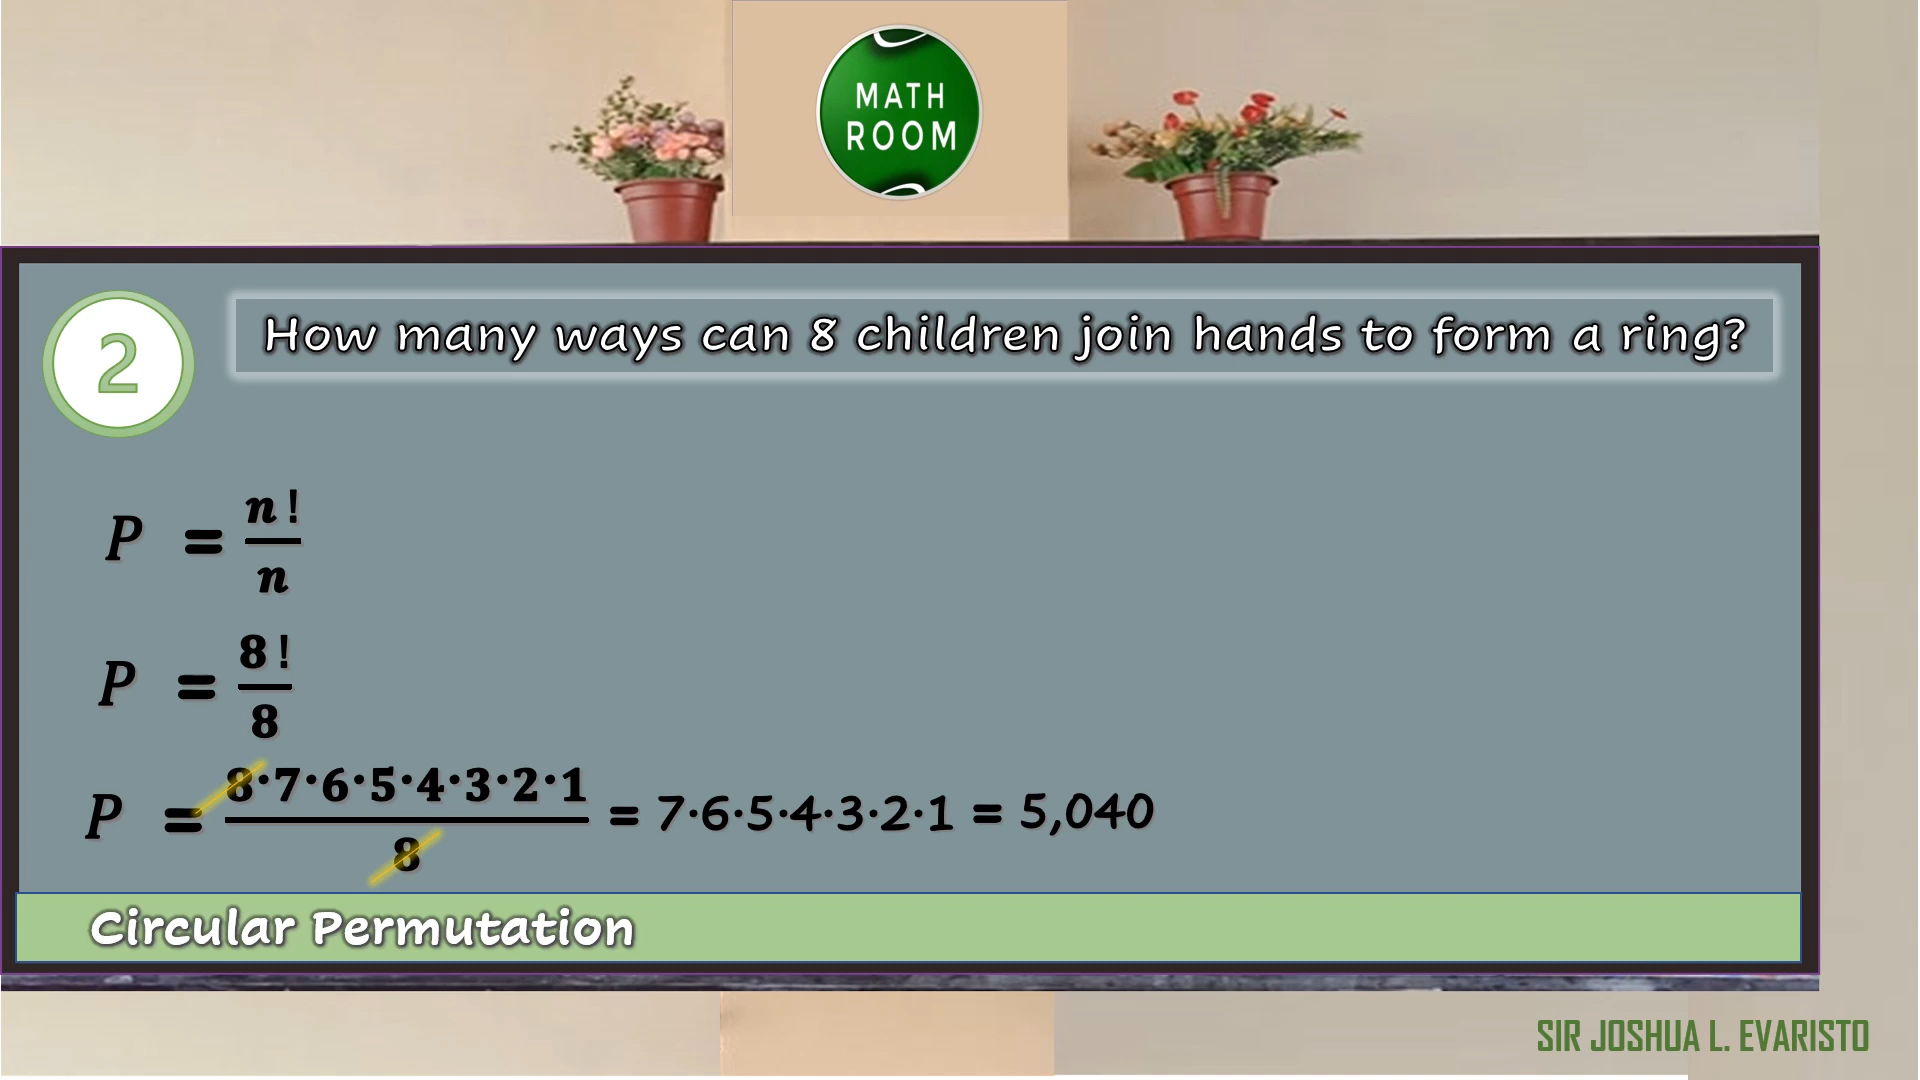 MATH
ROOM
2
How many ways can 8 children join hands to form a ring?
P = n!/n
P = 8!/8
P = 8·7·6·5·4·3·2·1/8 = 7·6·5·4·3·2·1 = 5,040
Circular Permutation
SIR JOSHUA L. EVARISTO